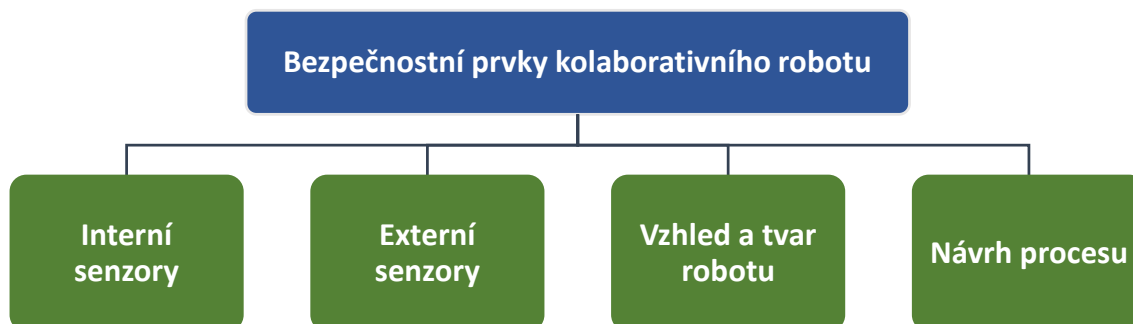 Bezpečnostní prvky kolaborativního robotu
Interní
senzory
Externí
senzory
Vzhled a tvar
robotu
Návrh procesu